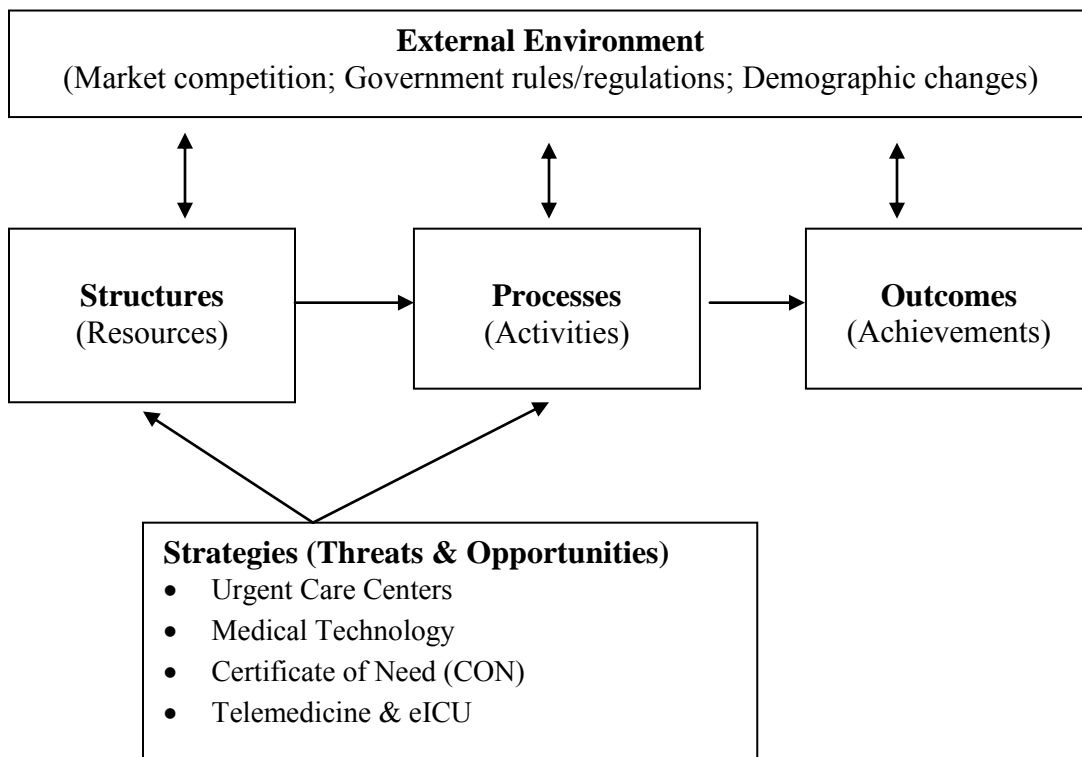 External Environment
(Market competition; Government rules/regulations; Demographic changes)
Structures
(Resources)
Processes
(Activities)
Outcomes
(Achievements)
Strategies (Threats & Opportunities)
• Urgent Care Centers
• Medical Technology
• Certificate of Need (CON)
• Telemedicine & eICU